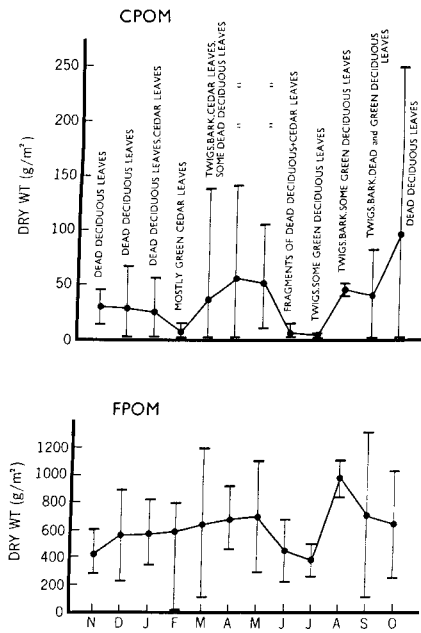 CPOM
DRY WT (g/m²)
250
200
150
100
50
0
DEAD DECIDUOUS LEAVES
DEAD DECIDUOUS LEAVES
DEAD DECIDUOUS LEAVES,CEDAR LEAVES
MOSTLY GREEN CEDAR LEAVES
TWIGS,BARK,CEDAR LEAVES,
SOME DEAD DECIDUOUS LEAVES
" "
" "
FRAGMENTS OF DEAD DECIDUOUS+CEDAR LEAVES
TWIGS,SOME GREEN DECIDUOUS LEAVES
TWIGS,BARK,SOME GREEN DECIDUOUS LEAVES
TWIGS,BARK,DEAD and GREEN DECIDUOUS
LEAVES
DEAD DECIDUOUS LEAVES
FPOM
DRY WT (g/m²)
1200
1000
800
600
400
200
0
N D J F M A M J J A S O